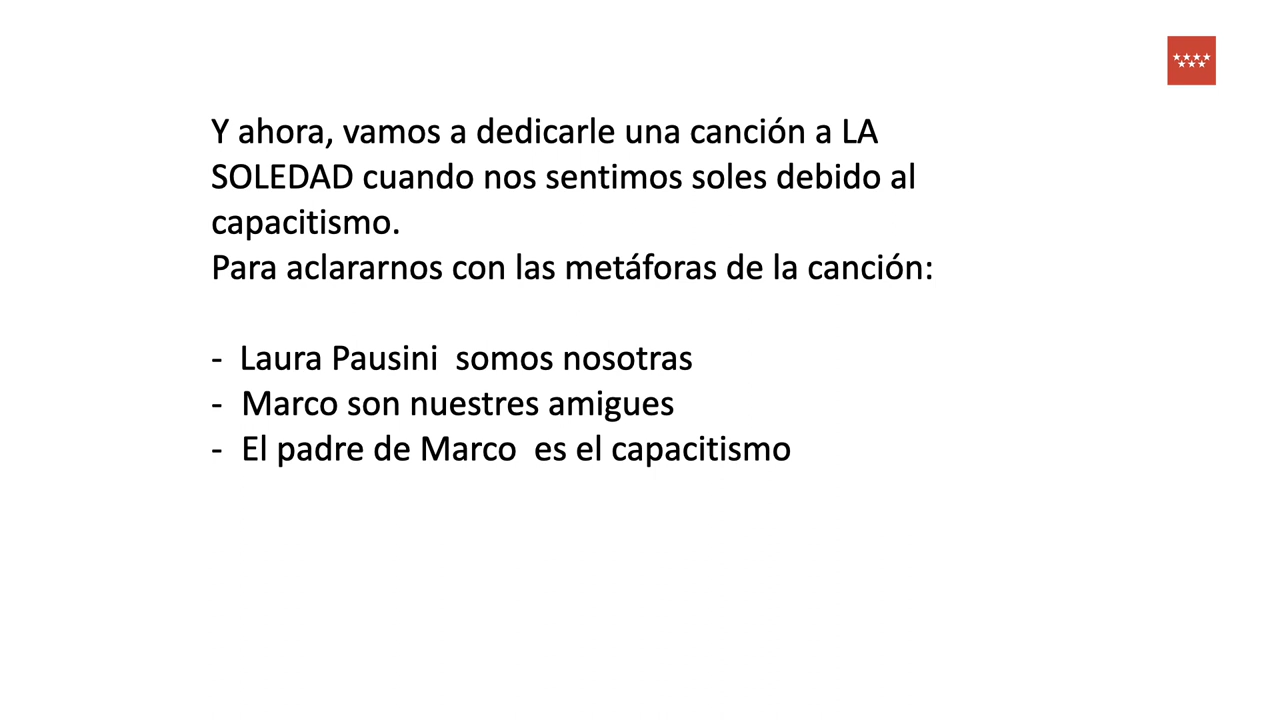 Y ahora, vamos a dedicarle una canción a LA
SOLEDAD cuando nos sentimos soles debido al
capacitismo.
Para aclararnos con las metáforas de la canción:
- Laura Pausini  somos nosotras
- Marco son nuestres amigues
- El padre de Marco  es el capacitismo